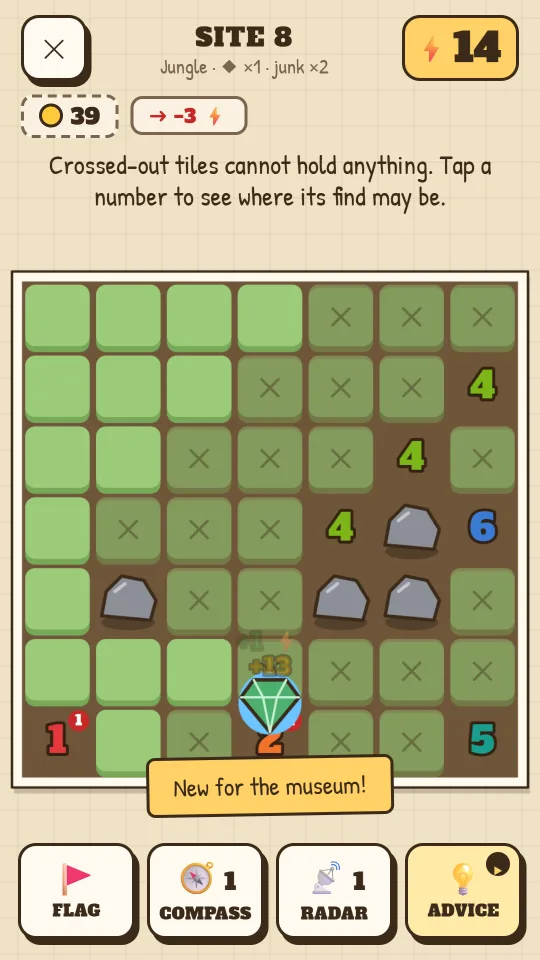 SITE 8
Jungle · ◆ ×1 · junk ×2
14
39
→ -3
Crossed-out tiles cannot hold anything. Tap a
number to see where its find may be.
4
4
4
6
+13
1 1
2
5
New for the museum!
FLAG
1
COMPASS
1
RADAR
ADVICE